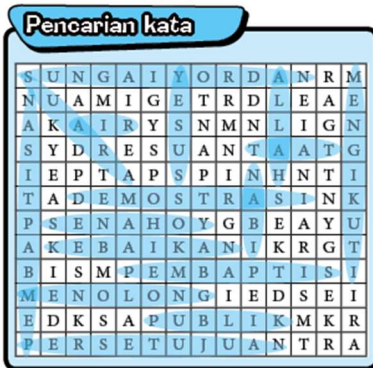 Pencarian kata
S U N G A I Y O R D A N R M
N U A M I G E T R D L E A E
A K A I R Y S N M N L I G N
S Y D R E S U A N T A A T G
I E P T A P S P I N H N T I
T A D E M O S T R A S I N K
P S E N A H O Y G B E A Y U
A K E B A I K A N I K R G T
B I S M P E M B A P T I S I
M E N O L O N G I E D S E I
E D K S A P U B L I K M K R
P E R S E T U J U A N T R A